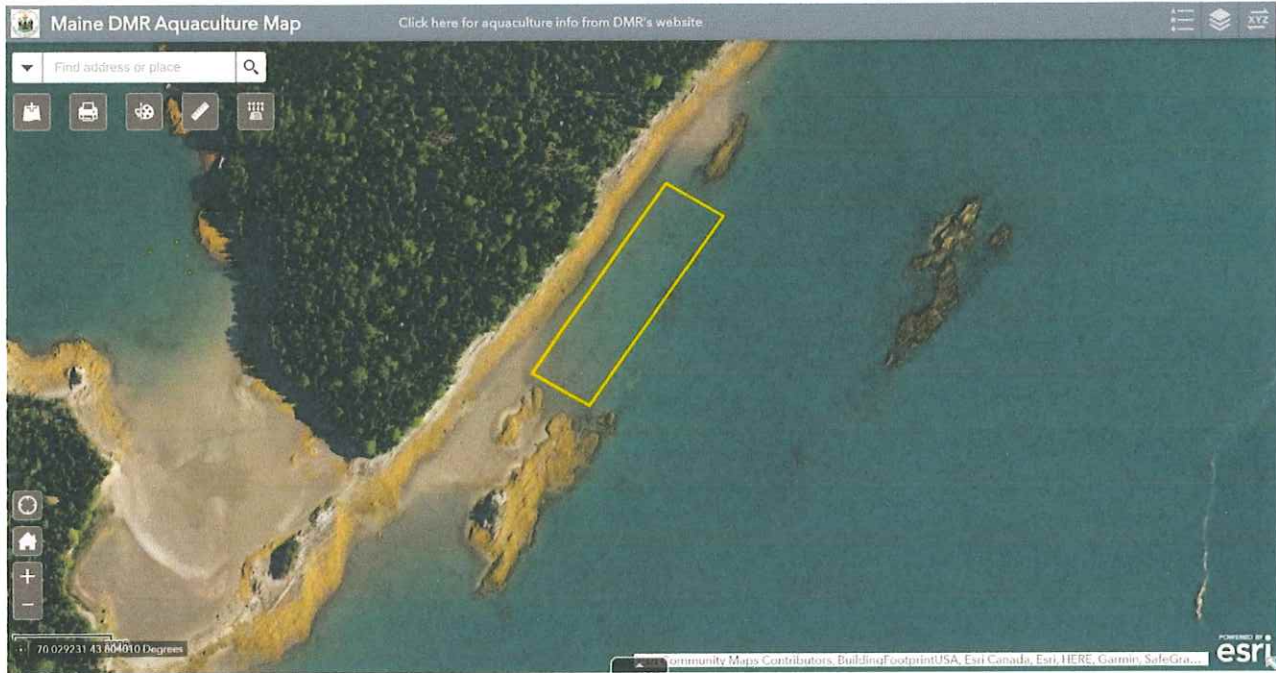 Maine DMR Aquaculture Map
Click here for aquaculture info from DMR's website
XYZ
Find address or place
+
−
70.029231 43.804010 Degrees
Community Maps Contributors, BuildingFootprintUSA, Esri Canada, Esri, HERE, Garmin, SafeGra...
POWERED BY
esri